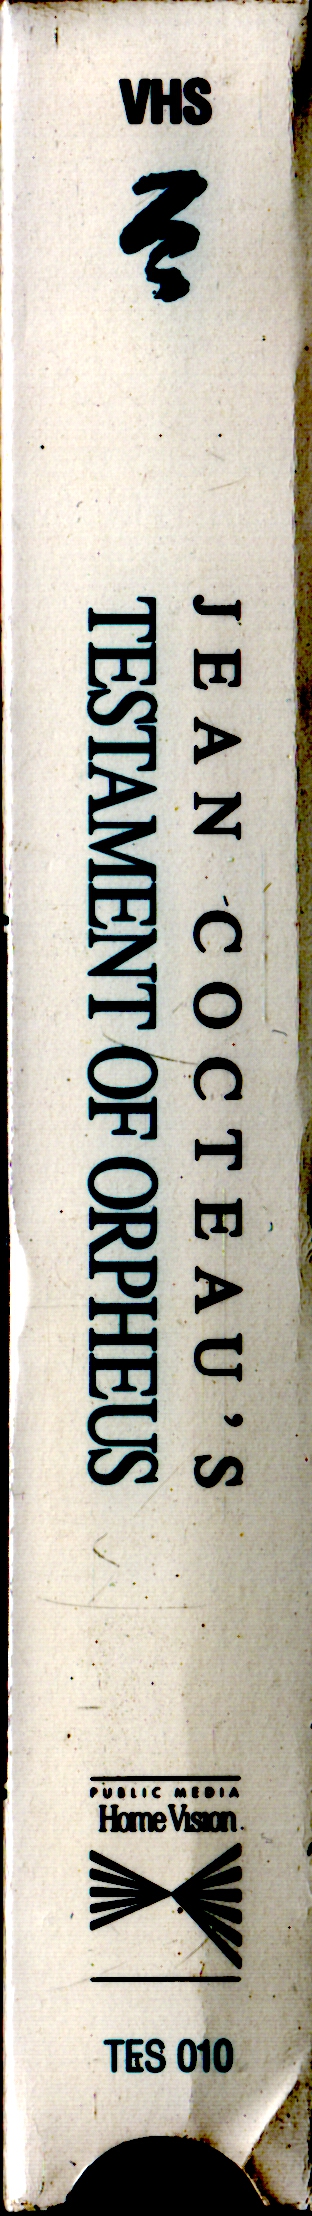 VHS
JEAN COCTEAU'S
TESTAMENT OF ORPHEUS
PUBLIC MEDIA
Home Vision
TES 010